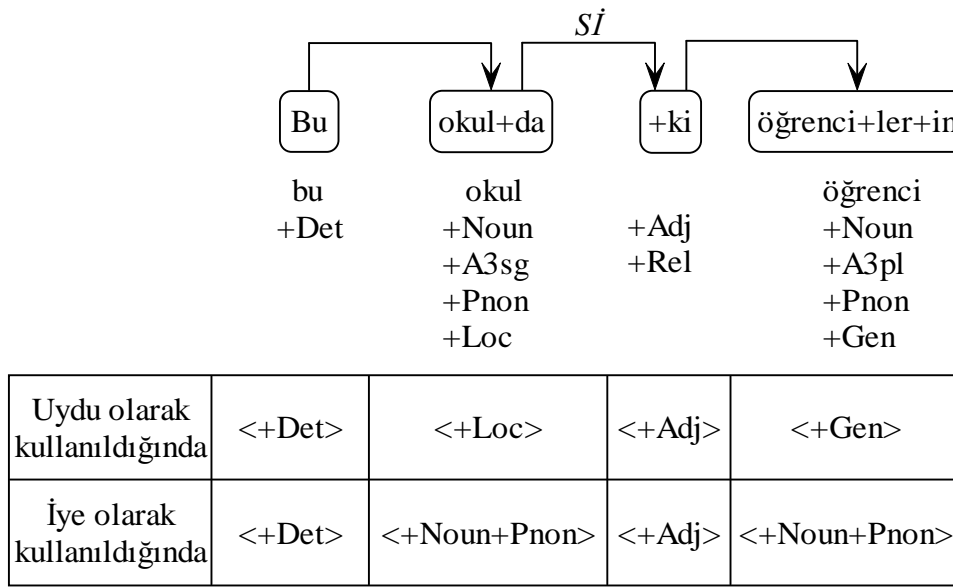 Sİ
Bu okul+da +ki öğrenci+ler+in
bu okul öğrenci
+Det +Noun +Adj +Noun
+A3sg +Rel +A3pl
+Pnon +Pnon
+Loc +Gen
Uydu olarak kullanıldığında <+Det> <+Loc> <+Adj> <+Gen>
İye olarak kullanıldığında <+Det> <+Noun+Pnon> <+Adj> <+Noun+Pnon>